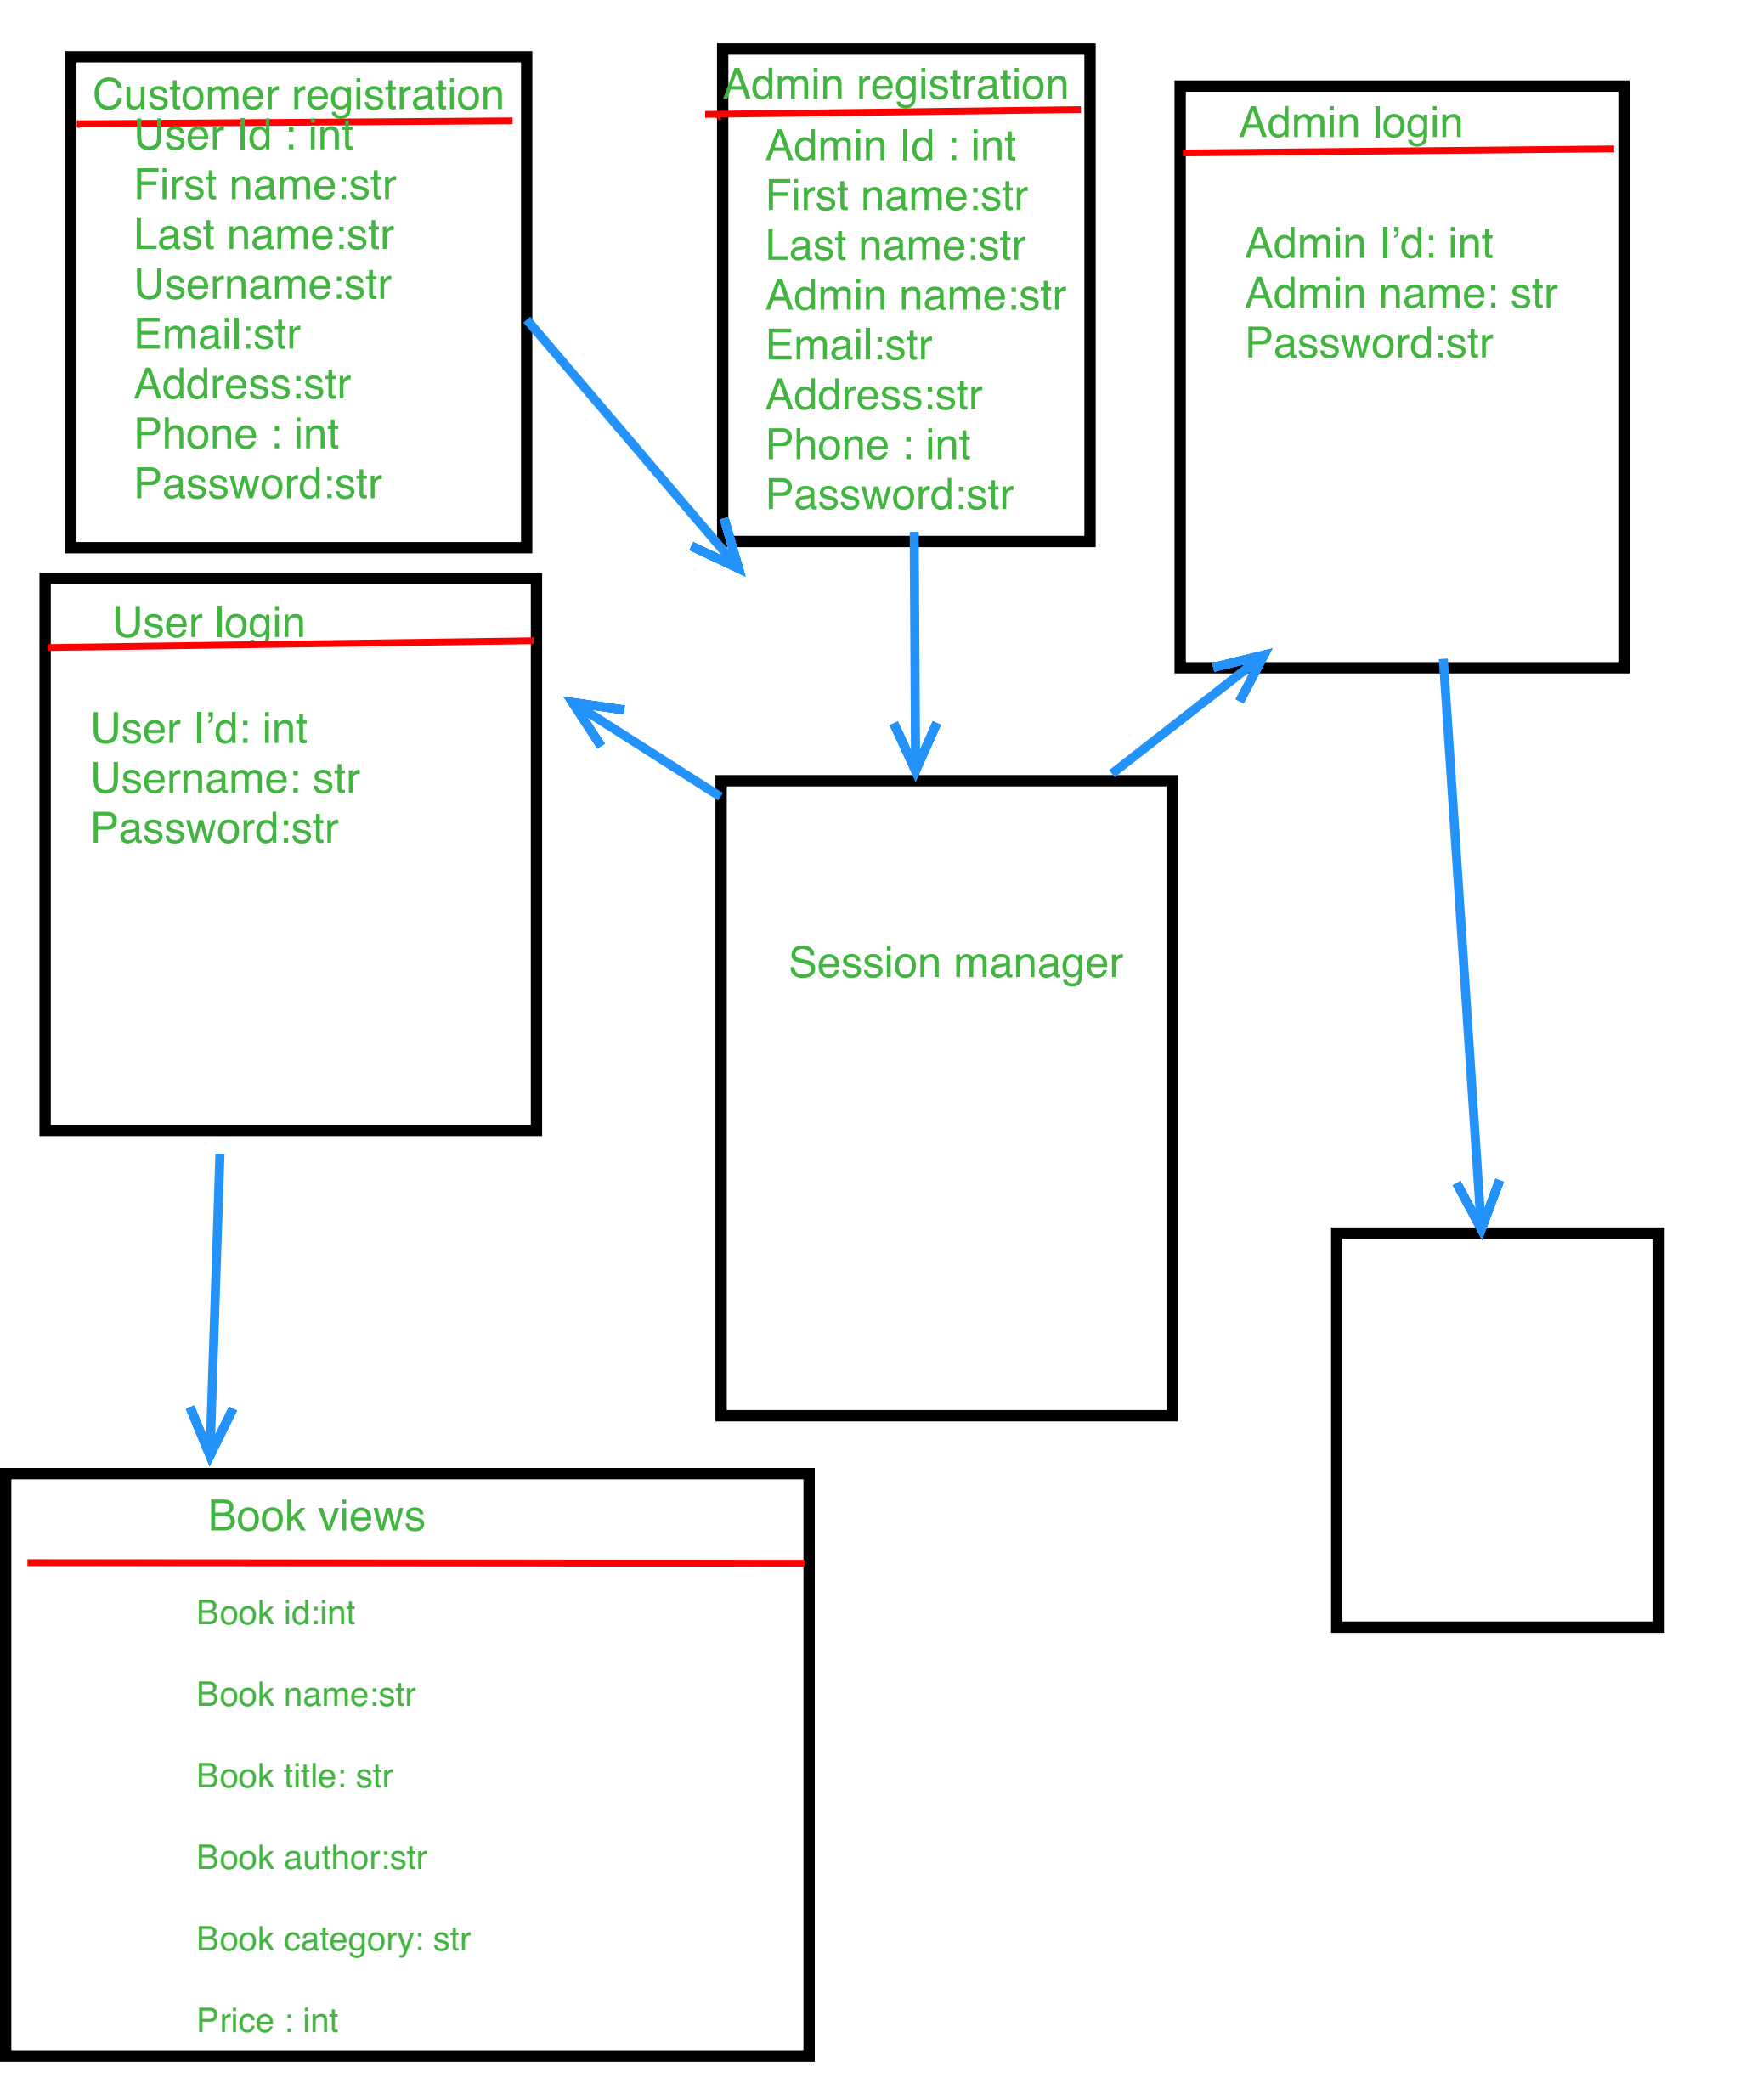 Customer registration
User Id : int
First name:str
Last name:str
Username:str
Email:str
Address:str
Phone : int
Password:str
Admin registration
Admin Id : int
First name:str
Last name:str
Admin name:str
Email:str
Address:str
Phone : int
Password:str
Admin login
Admin I’d: int
Admin name: str
Password:str
User login
User I’d: int
Username: str
Password:str
Session manager
Book views
Book id:int
Book name:str
Book title: str
Book author:str
Book category: str
Price : int